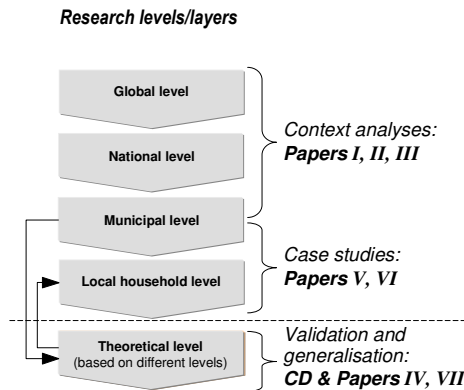 Research levels/layers
Global level
National level
Municipal level
Local household level
Theoretical level
(based on different levels)
Context analyses:
Papers I, II, III
Case studies:
Papers V, VI
Validation and
generalisation:
CD & Papers IV, VII